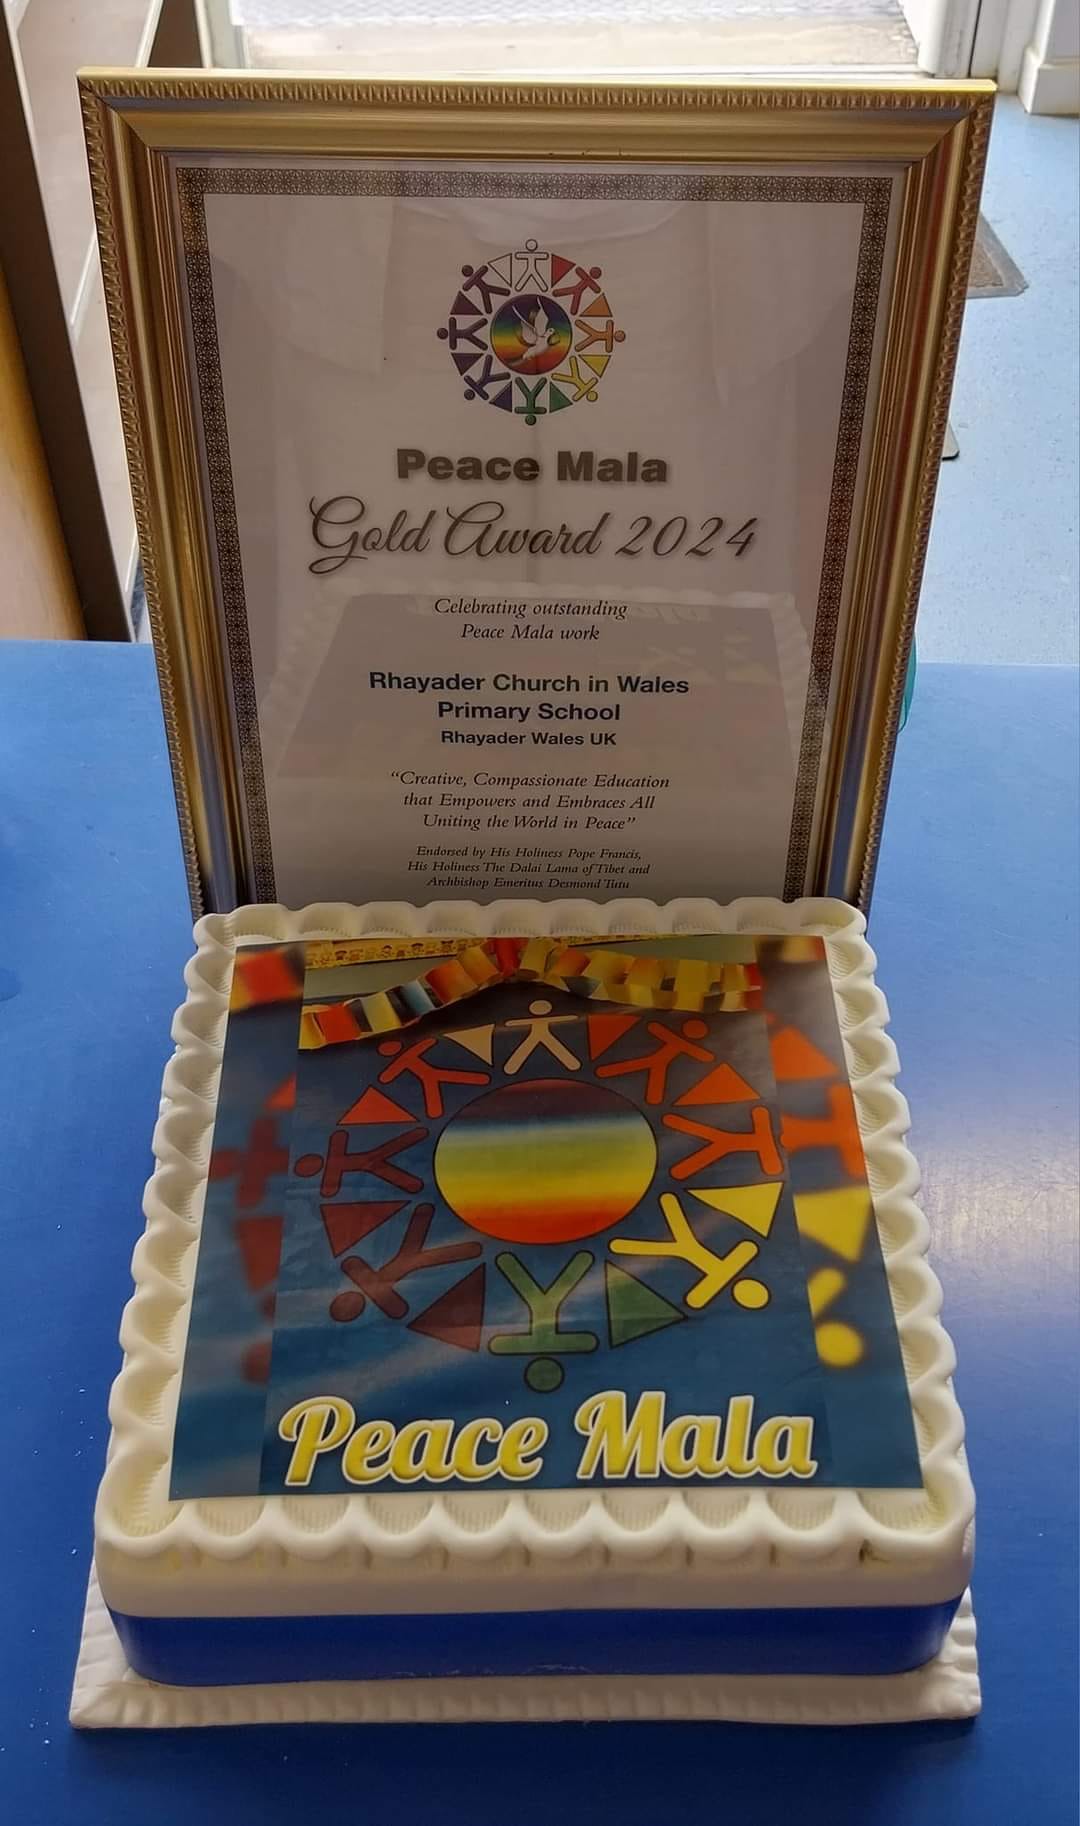 Peace Mala
Gold Award 2024
Celebrating outstanding
Peace Mala work
Rhayader Church in Wales
Primary School
Rhayader Wales UK
“Creative, Compassionate Education
that Empowers and Embraces All
Uniting the World in Peace”
Endorsed by His Holiness Pope Francis,
His Holiness The Dalai Lama of Tibet and
Archbishop Emeritus Desmond Tutu
Peace Mala